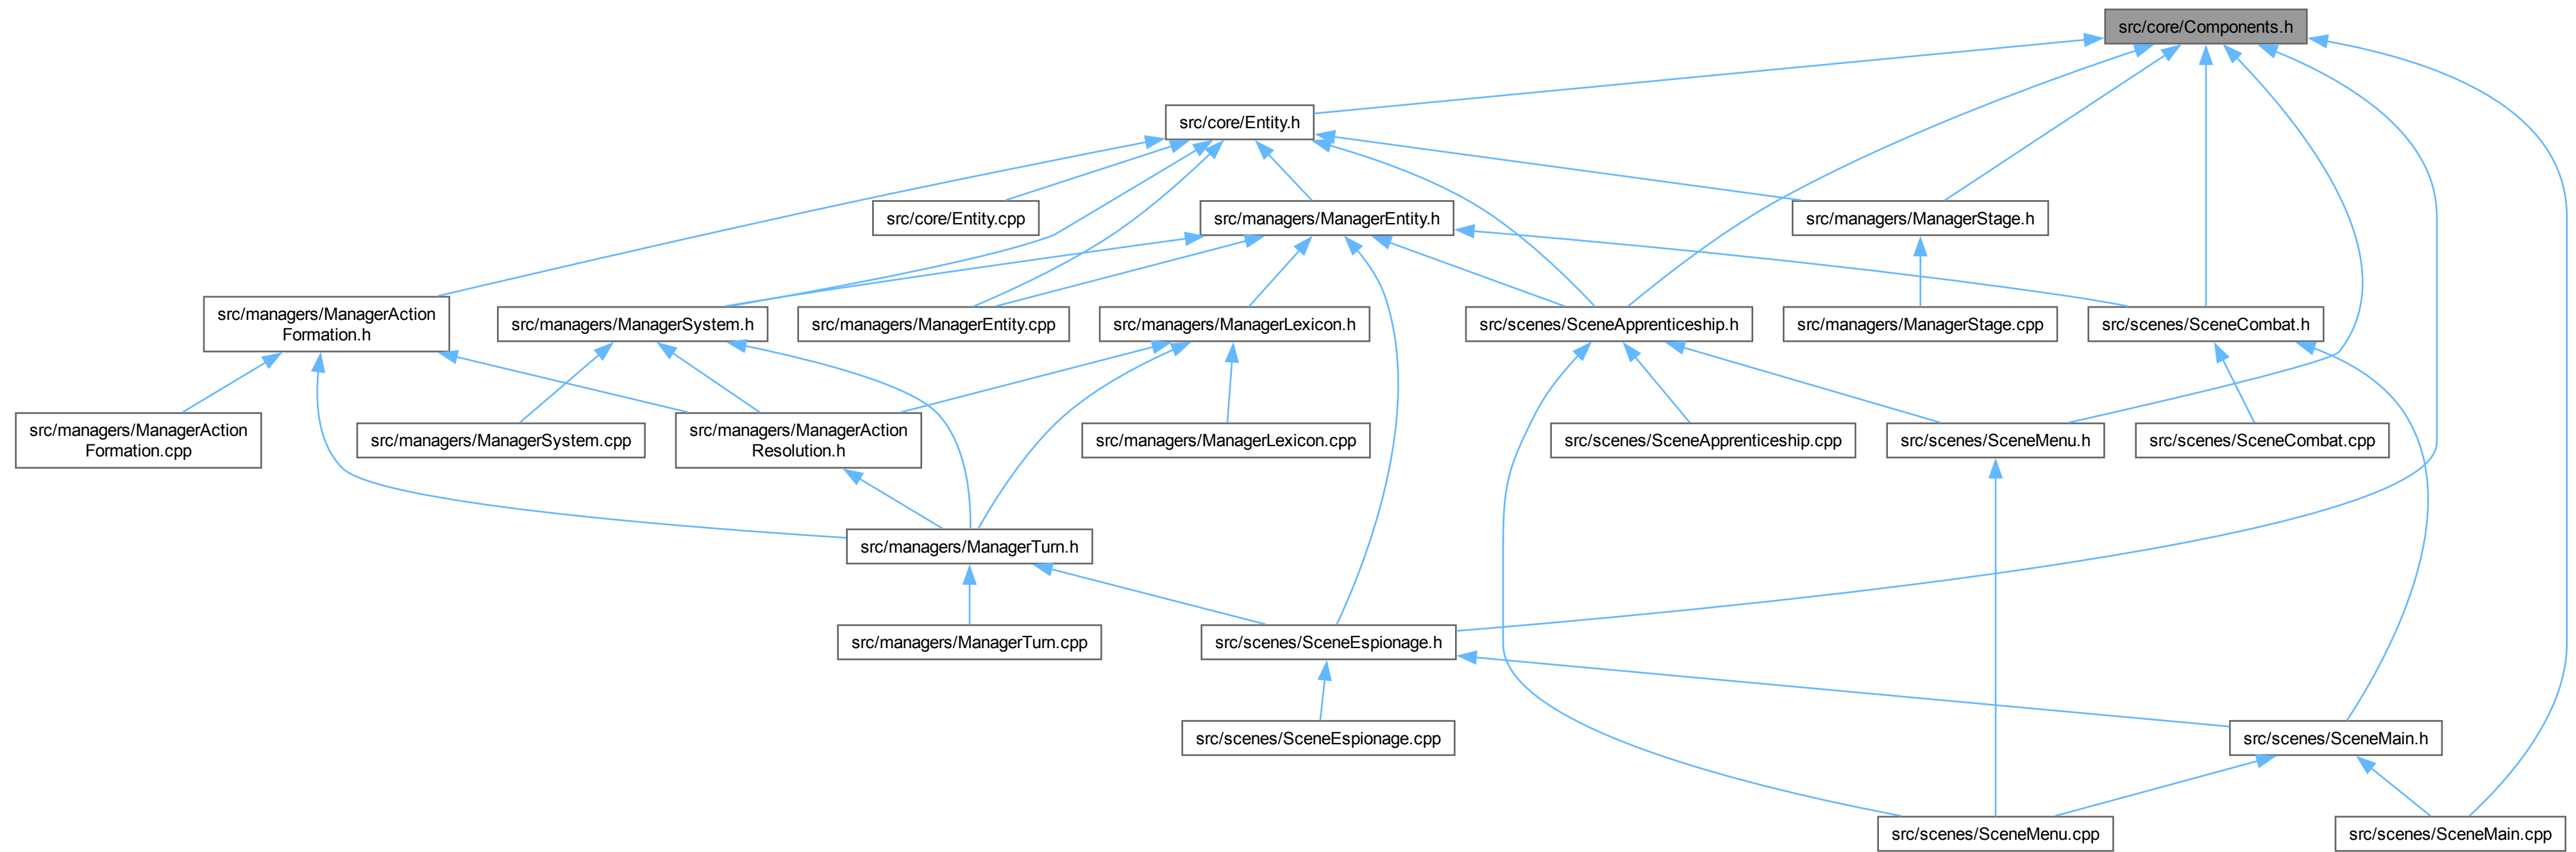 src/core/Components.h
src/core/Entity.h
src/core/Entity.cpp
src/managers/ManagerEntity.h
src/managers/ManagerStage.h
src/managers/ManagerAction
Formation.h
src/managers/ManagerSystem.h
src/managers/ManagerEntity.cpp
src/managers/ManagerLexicon.h
src/scenes/SceneApprenticeship.h
src/managers/ManagerStage.cpp
src/scenes/SceneCombat.h
src/managers/ManagerAction
Formation.cpp
src/managers/ManagerSystem.cpp
src/managers/ManagerAction
Resolution.h
src/managers/ManagerLexicon.cpp
src/scenes/SceneApprenticeship.cpp
src/scenes/SceneMenu.h
src/scenes/SceneCombat.cpp
src/managers/ManagerTurn.h
src/managers/ManagerTurn.cpp
src/scenes/SceneEspionage.h
src/scenes/SceneEspionage.cpp
src/scenes/SceneMain.h
src/scenes/SceneMenu.cpp
src/scenes/SceneMain.cpp